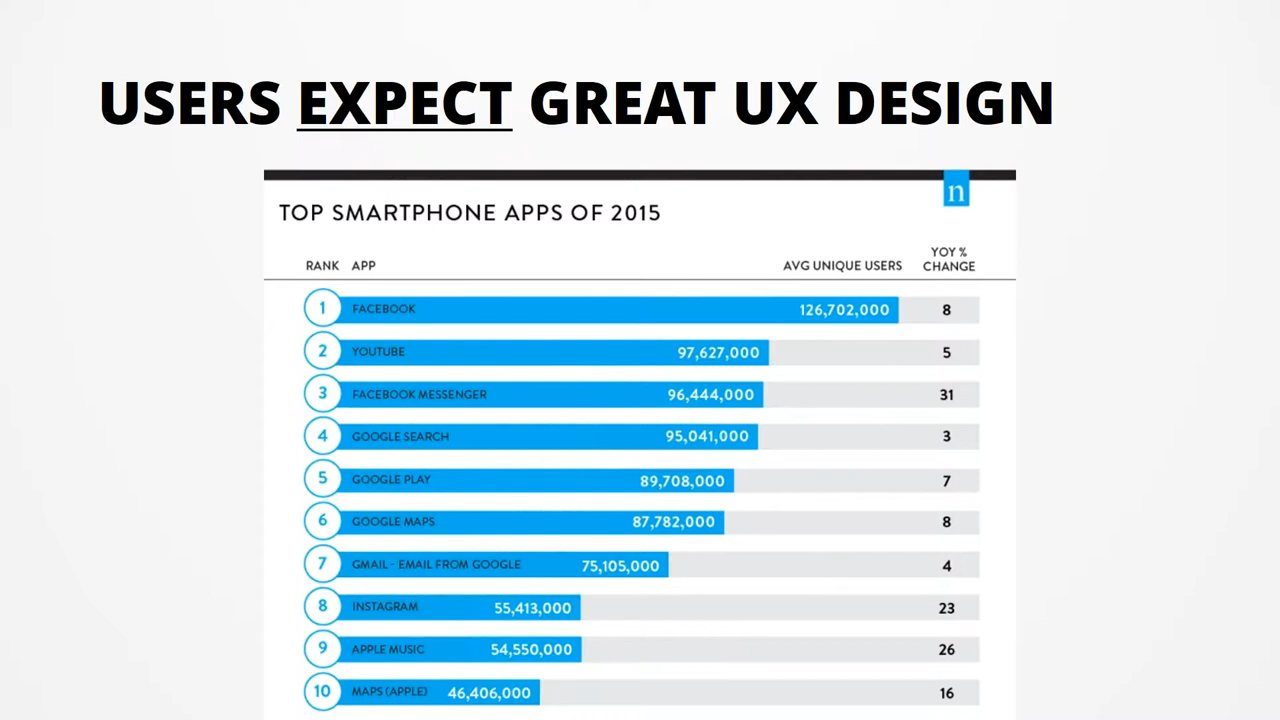 USERS EXPECT GREAT UX DESIGN
n
TOP SMARTPHONE APPS OF 2015
RANK APP AVG UNIQUE USERS YOY % CHANGE
1 FACEBOOK 126,702,000 8
2 YOUTUBE 97,627,000 5
3 FACEBOOK MESSENGER 96,444,000 31
4 GOOGLE SEARCH 95,041,000 3
5 GOOGLE PLAY 89,708,000 7
6 GOOGLE MAPS 87,782,000 8
7 GMAIL - EMAIL FROM GOOGLE 75,105,000 4
8 INSTAGRAM 55,413,000 23
9 APPLE MUSIC 54,550,000 26
10 MAPS (APPLE) 46,406,000 16